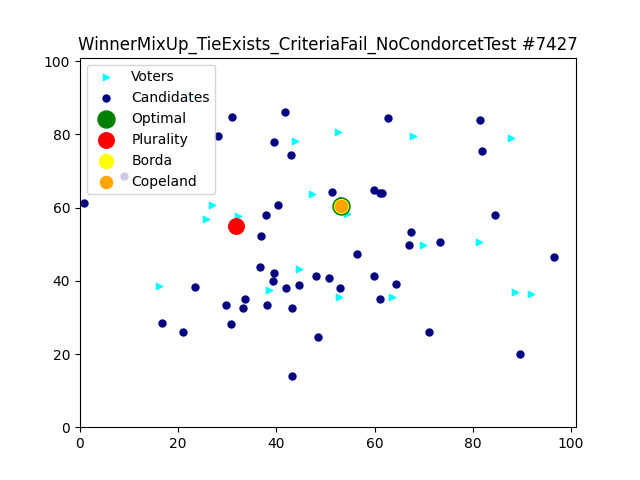 WinnerMixUp_TieExists_CriteriaFail_NoCondorcetTest #7427
100
80
60
40
20
0
0 20 40 60 80 100
Voters
Candidates
Optimal
Plurality
Borda
Copeland